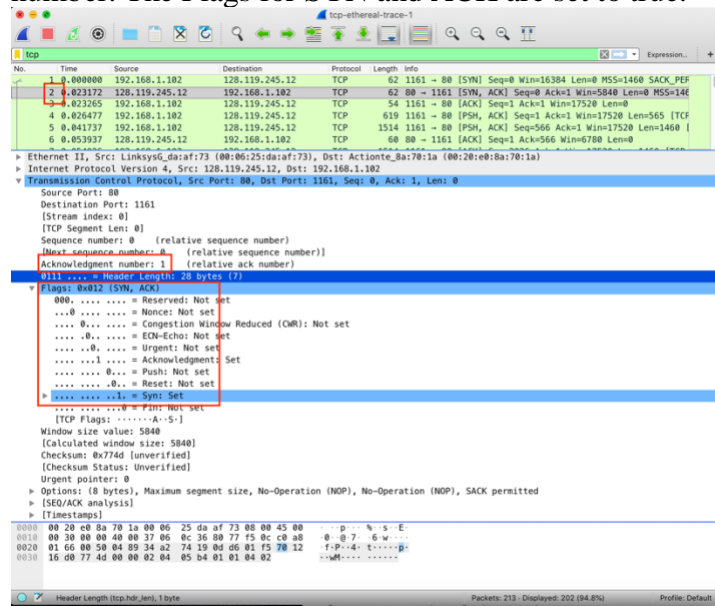 number. The Flags for SYN and ACK are set to true.
tcp-ethereal-trace-1
tcp
Expression... +
No. Time Source Destination Protocol Length Info
1 0.000000 192.168.1.102 128.119.245.12 TCP 62 1161 → 80 [SYN] Seq=0 Win=16384 Len=0 MSS=1460 SACK_PER
2 0.023172 128.119.245.12 192.168.1.102 TCP 62 80 → 1161 [SYN, ACK] Seq=0 Ack=1 Win=5840 Len=0 MSS=146
3 0.023265 192.168.1.102 128.119.245.12 TCP 54 1161 → 80 [ACK] Seq=1 Ack=1 Win=17520 Len=0
4 0.026477 192.168.1.102 128.119.245.12 TCP 619 1161 → 80 [PSH, ACK] Seq=1 Ack=1 Win=17520 Len=565 [TCP
5 0.041737 192.168.1.102 128.119.245.12 TCP 1514 1161 → 80 [PSH, ACK] Seq=566 Ack=1 Win=17520 Len=1460 [
6 0.053937 128.119.245.12 192.168.1.102 TCP 60 80 → 1161 [ACK] Seq=1 Ack=566 Win=6780 Len=0
Ethernet II, Src: LinksysG_da:af:73 (00:06:25:da:af:73), Dst: Actionte_8a:70:1a (00:20:e0:8a:70:1a)
Internet Protocol Version 4, Src: 128.119.245.12, Dst: 192.168.1.102
Transmission Control Protocol, Src Port: 80, Dst Port: 1161, Seq: 0, Ack: 1, Len: 0
Source Port: 80
Destination Port: 1161
[Stream index: 0]
[TCP Segment Len: 0]
Sequence number: 0 (relative sequence number)
[Next sequence number: 0 (relative sequence number)]
Acknowledgment number: 1 (relative ack number)
0111 .... = Header Length: 28 bytes (7)
Flags: 0x012 (SYN, ACK)
000. .... .... = Reserved: Not set
...0 .... .... = Nonce: Not set
.... 0... .... = Congestion Window Reduced (CWR): Not set
.... .0.. .... = ECN-Echo: Not set
.... ..0. .... = Urgent: Not set
.... ...1 .... = Acknowledgment: Set
.... .... 0... = Push: Not set
.... .... .0.. = Reset: Not set
.... .... ..1. = Syn: Set
.... .... ...0 = Fin: Not set
[TCP Flags: ·······A··S·]
Window size value: 5840
[Calculated window size: 5840]
Checksum: 0x774d [unverified]
[Checksum Status: Unverified]
Urgent pointer: 0
Options: (8 bytes), Maximum segment size, No-Operation (NOP), No-Operation (NOP), SACK permitted
[SEQ/ACK analysis]
[Timestamps]
0000 00 20 e0 8a 70 1a 00 06 25 da af 73 08 00 45 00 · ··p··· %··s··E·
0010 00 30 00 00 40 00 37 06 0c 36 80 77 f5 0c c0 a8 ·0··@·7· ·6·w····
0020 01 66 00 50 04 89 34 a2 74 19 0d d6 01 f5 70 12 ·f·P··4· t·····p·
0030 16 d0 77 4d 00 00 02 04 05 b4 01 01 04 02 ··wM···· ······
Header Length (tcp.hdr_len), 1 byte Packets: 213 · Displayed: 202 (94.8%) Profile: Default